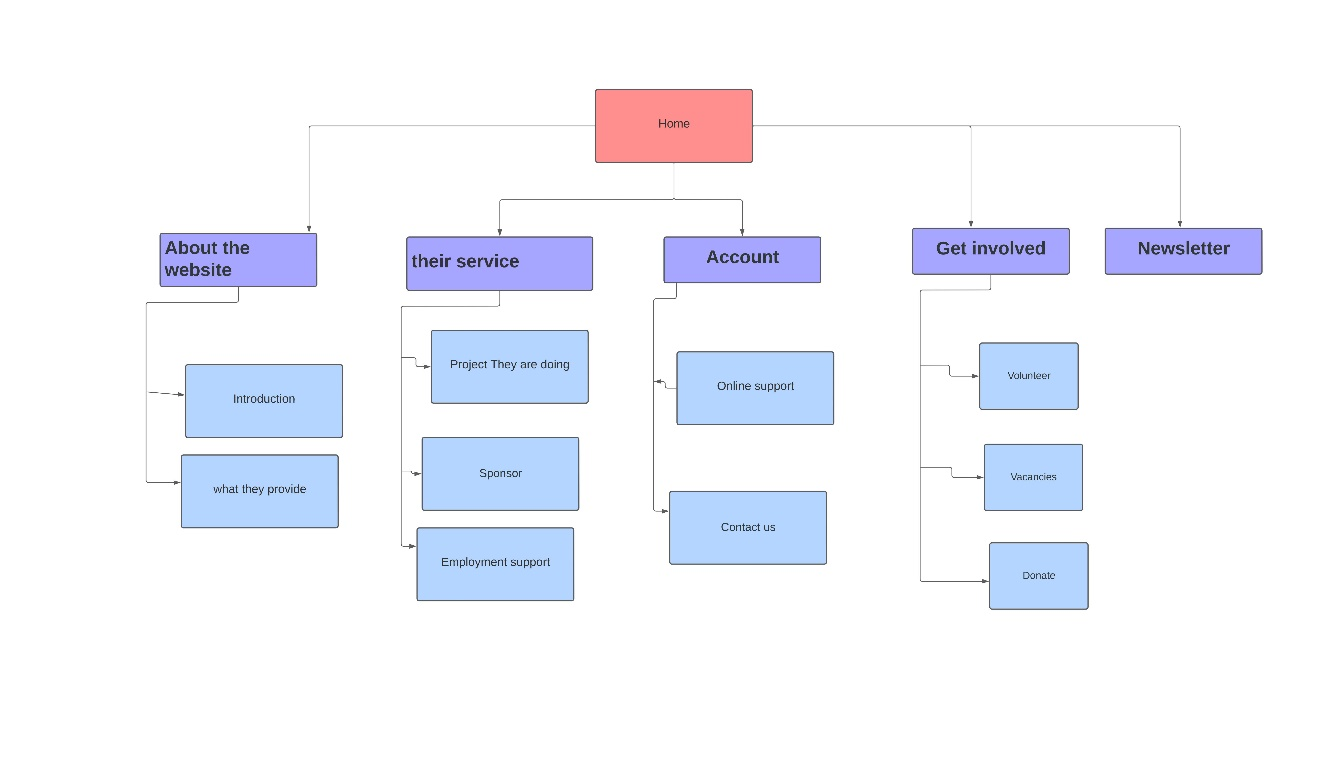 Home
About the
website
their service
Account
Get involved
Newsletter
Introduction
what they provide
Project They are doing
Sponsor
Employment support
Online support
Contact us
Volunteer
Vacancies
Donate